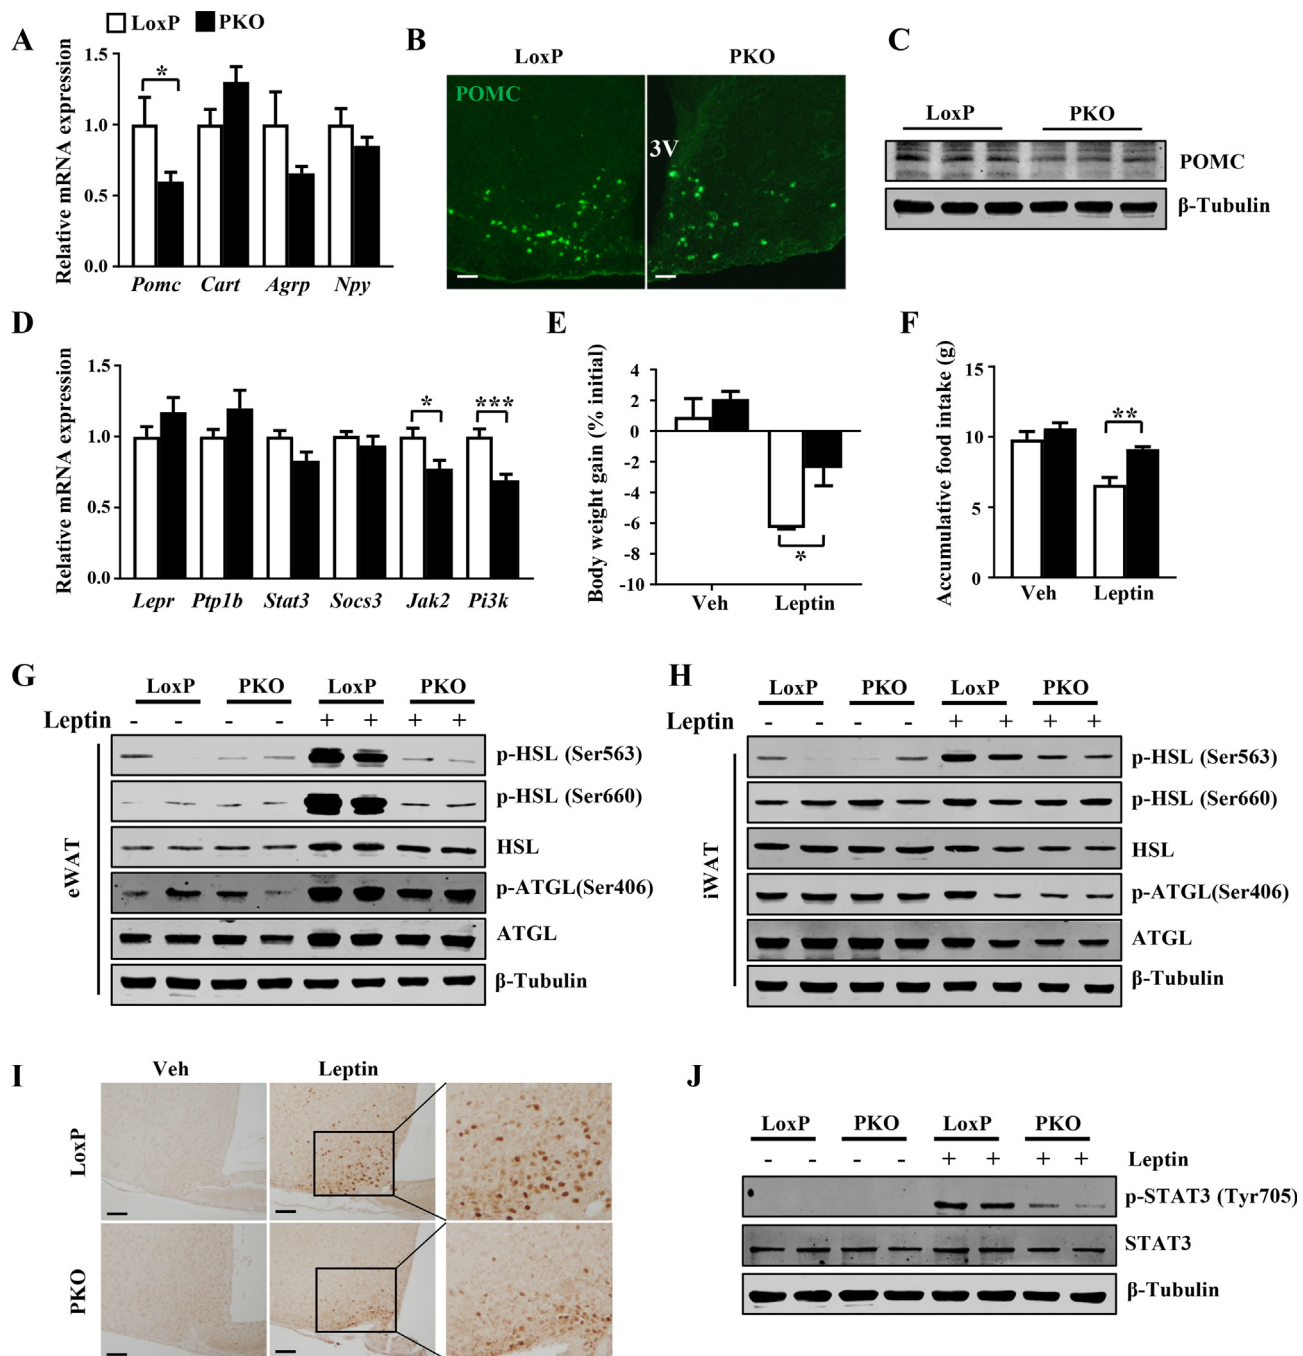 A
LoxP PKO
Relative mRNA expression
1.5
1.0
0.5
0.0
*
Pomc Cart Agrp Npy
B
LoxP PKO
POMC
3V
C
LoxP PKO
POMC
β-Tubulin
D
Relative mRNA expression
1.5
1.0
0.5
0.0
* ***
Lepr Ptp1b Stat3 Socs3 Jak2 Pi3k
E
Body weight gain (% initial)
4
2
0
-2
-4
-6
-8
-10
*
Veh Leptin
F
Accumulative food intake (g)
15
10
5
0
**
Veh Leptin
G
LoxP PKO LoxP PKO
Leptin - - - - + + + +
eWAT
p-HSL (Ser563)
p-HSL (Ser660)
HSL
p-ATGL(Ser406)
ATGL
β-Tubulin
H
LoxP PKO LoxP PKO
- - - - + + + +
iWAT
p-HSL (Ser563)
p-HSL (Ser660)
HSL
p-ATGL(Ser406)
ATGL
β-Tubulin
I
Veh Leptin
LoxP
PKO
J
LoxP PKO LoxP PKO
- - - - + + + + Leptin
p-STAT3 (Tyr705)
STAT3
β-Tubulin